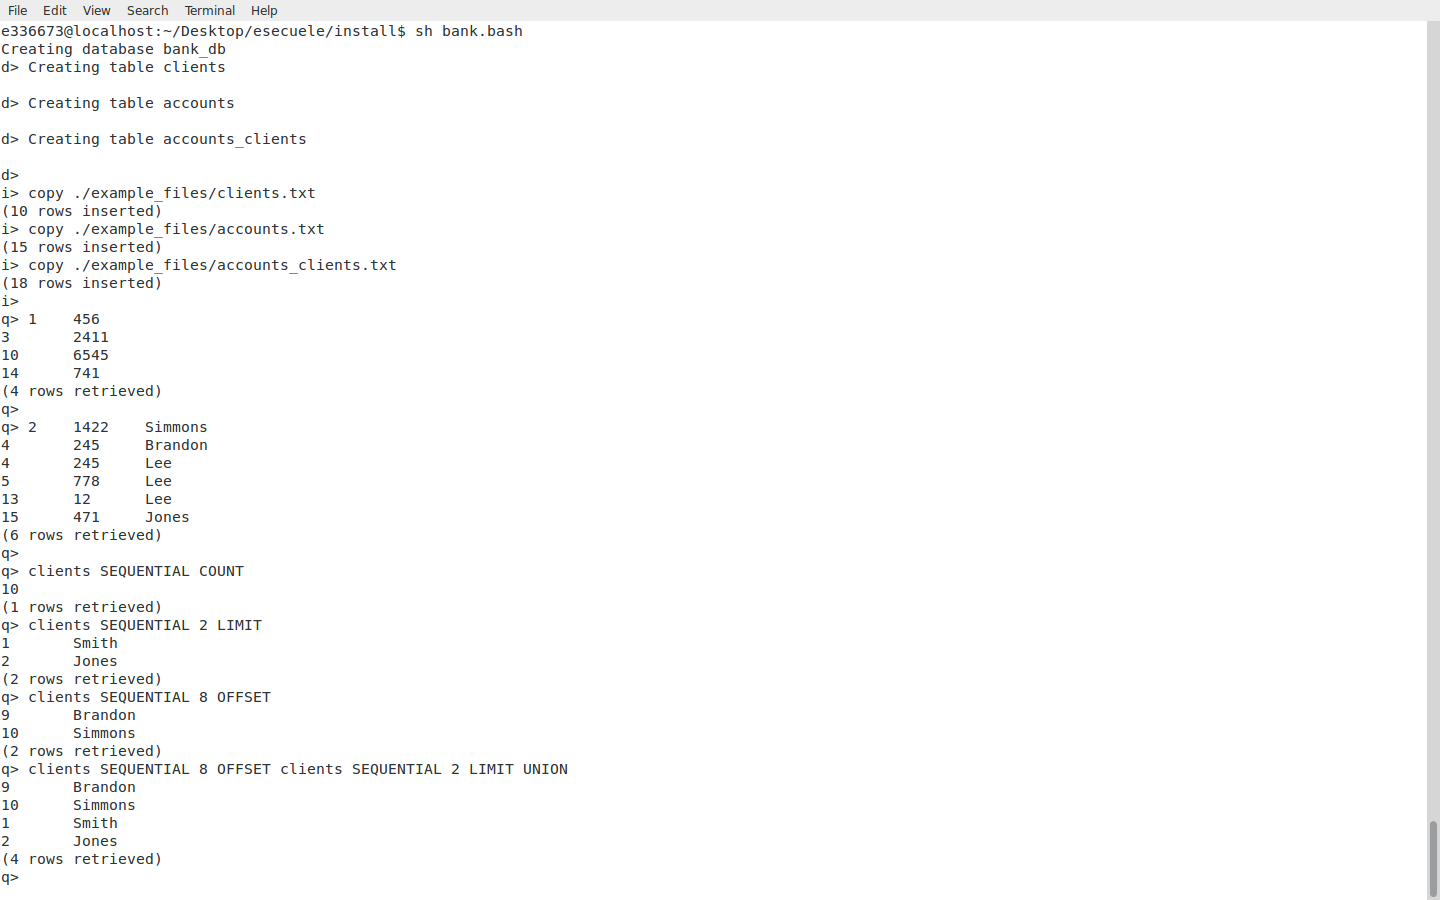 File Edit View Search Terminal Help
e336673@localhost:~/Desktop/esecuele/install$ sh bank.bash
Creating database bank_db
d> Creating table clients
d> Creating table accounts
d> Creating table accounts_clients
d>
i> copy ./example_files/clients.txt
(10 rows inserted)
i> copy ./example_files/accounts.txt
(15 rows inserted)
i> copy ./example_files/accounts_clients.txt
(18 rows inserted)
i>
q> 1    456
3       2411
10      6545
14      741
(4 rows retrieved)
q>
q> 2    1422    Simmons
4       245     Brandon
4       245     Lee
5       778     Lee
13      12      Lee
15      471     Jones
(6 rows retrieved)
q>
q> clients SEQUENTIAL COUNT
10
(1 rows retrieved)
q> clients SEQUENTIAL 2 LIMIT
1       Smith
2       Jones
(2 rows retrieved)
q> clients SEQUENTIAL 8 OFFSET
9       Brandon
10      Simmons
(2 rows retrieved)
q> clients SEQUENTIAL 8 OFFSET clients SEQUENTIAL 2 LIMIT UNION
9       Brandon
10      Simmons
1       Smith
2       Jones
(4 rows retrieved)
q>